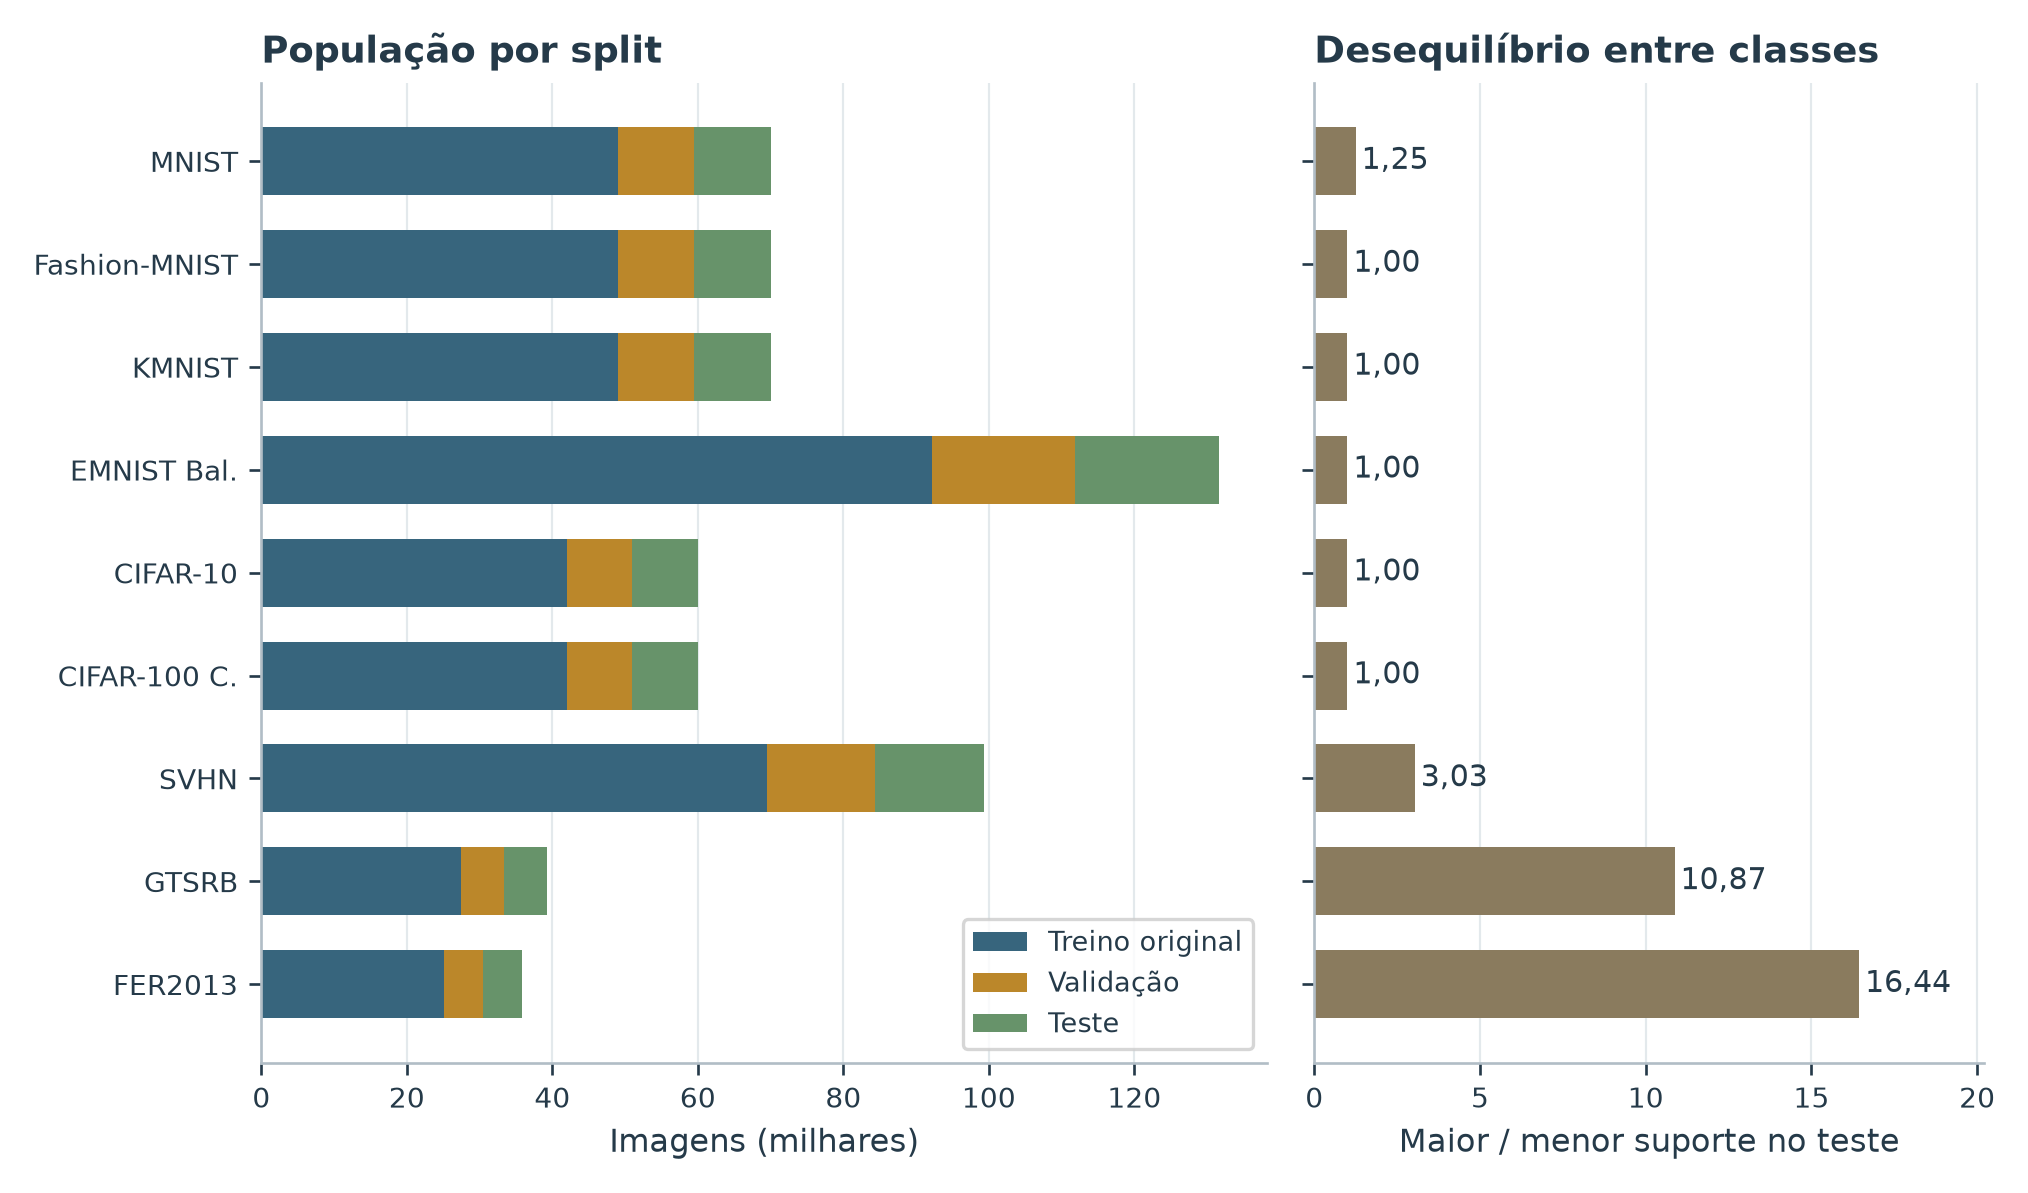 População por split
MNIST
Fashion-MNIST
KMNIST
EMNIST Bal.
CIFAR-10
CIFAR-100 C.
SVHN
GTSRB
FER2013
Treino original
Validação
Teste
0 20 40 60 80 100 120
Imagens (milhares)
Desequilíbrio entre classes
1,25
1,00
1,00
1,00
1,00
1,00
3,03
10,87
16,44
0 5 10 15 20
Maior / menor suporte no teste